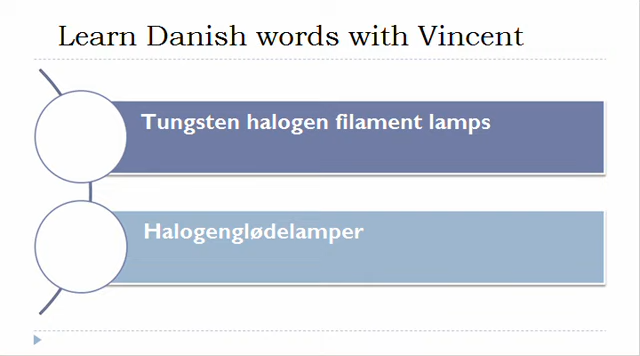 Learn Danish words with Vincent
Tungsten halogen filament lamps
Halogenglødelamper